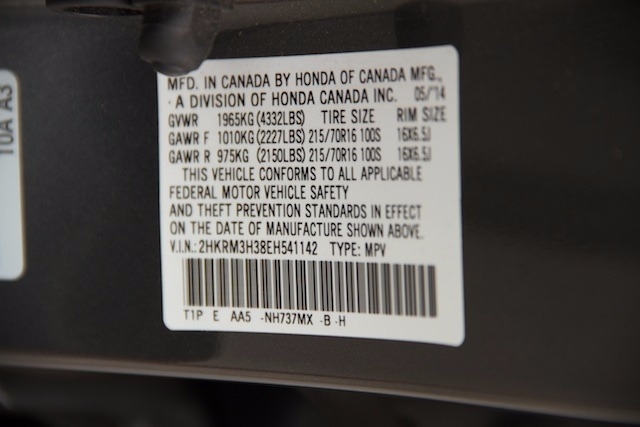 MFD. IN CANADA BY HONDA OF CANADA MFG.,
A DIVISION OF HONDA CANADA INC. 05/14
GVWR 1965KG(4332LBS) TIRE SIZE RIM SIZE
GAWR F 1010KG(2227LBS) 215/70R16 100S 16X6.5J
GAWR R 975KG (2150LBS) 215/70R16 100S 16X6.5J
THIS VEHICLE CONFORMS TO ALL APPLICABLE
FEDERAL MOTOR VEHICLE SAFETY
AND THEFT PREVENTION STANDARDS IN EFFECT
ON THE DATE OF MANUFACTURE SHOWN ABOVE.
V.I.N.: 2HKRM3H38EH541142 TYPE: MPV
T1P E AA5 -NH737MX -B -H
10A A3